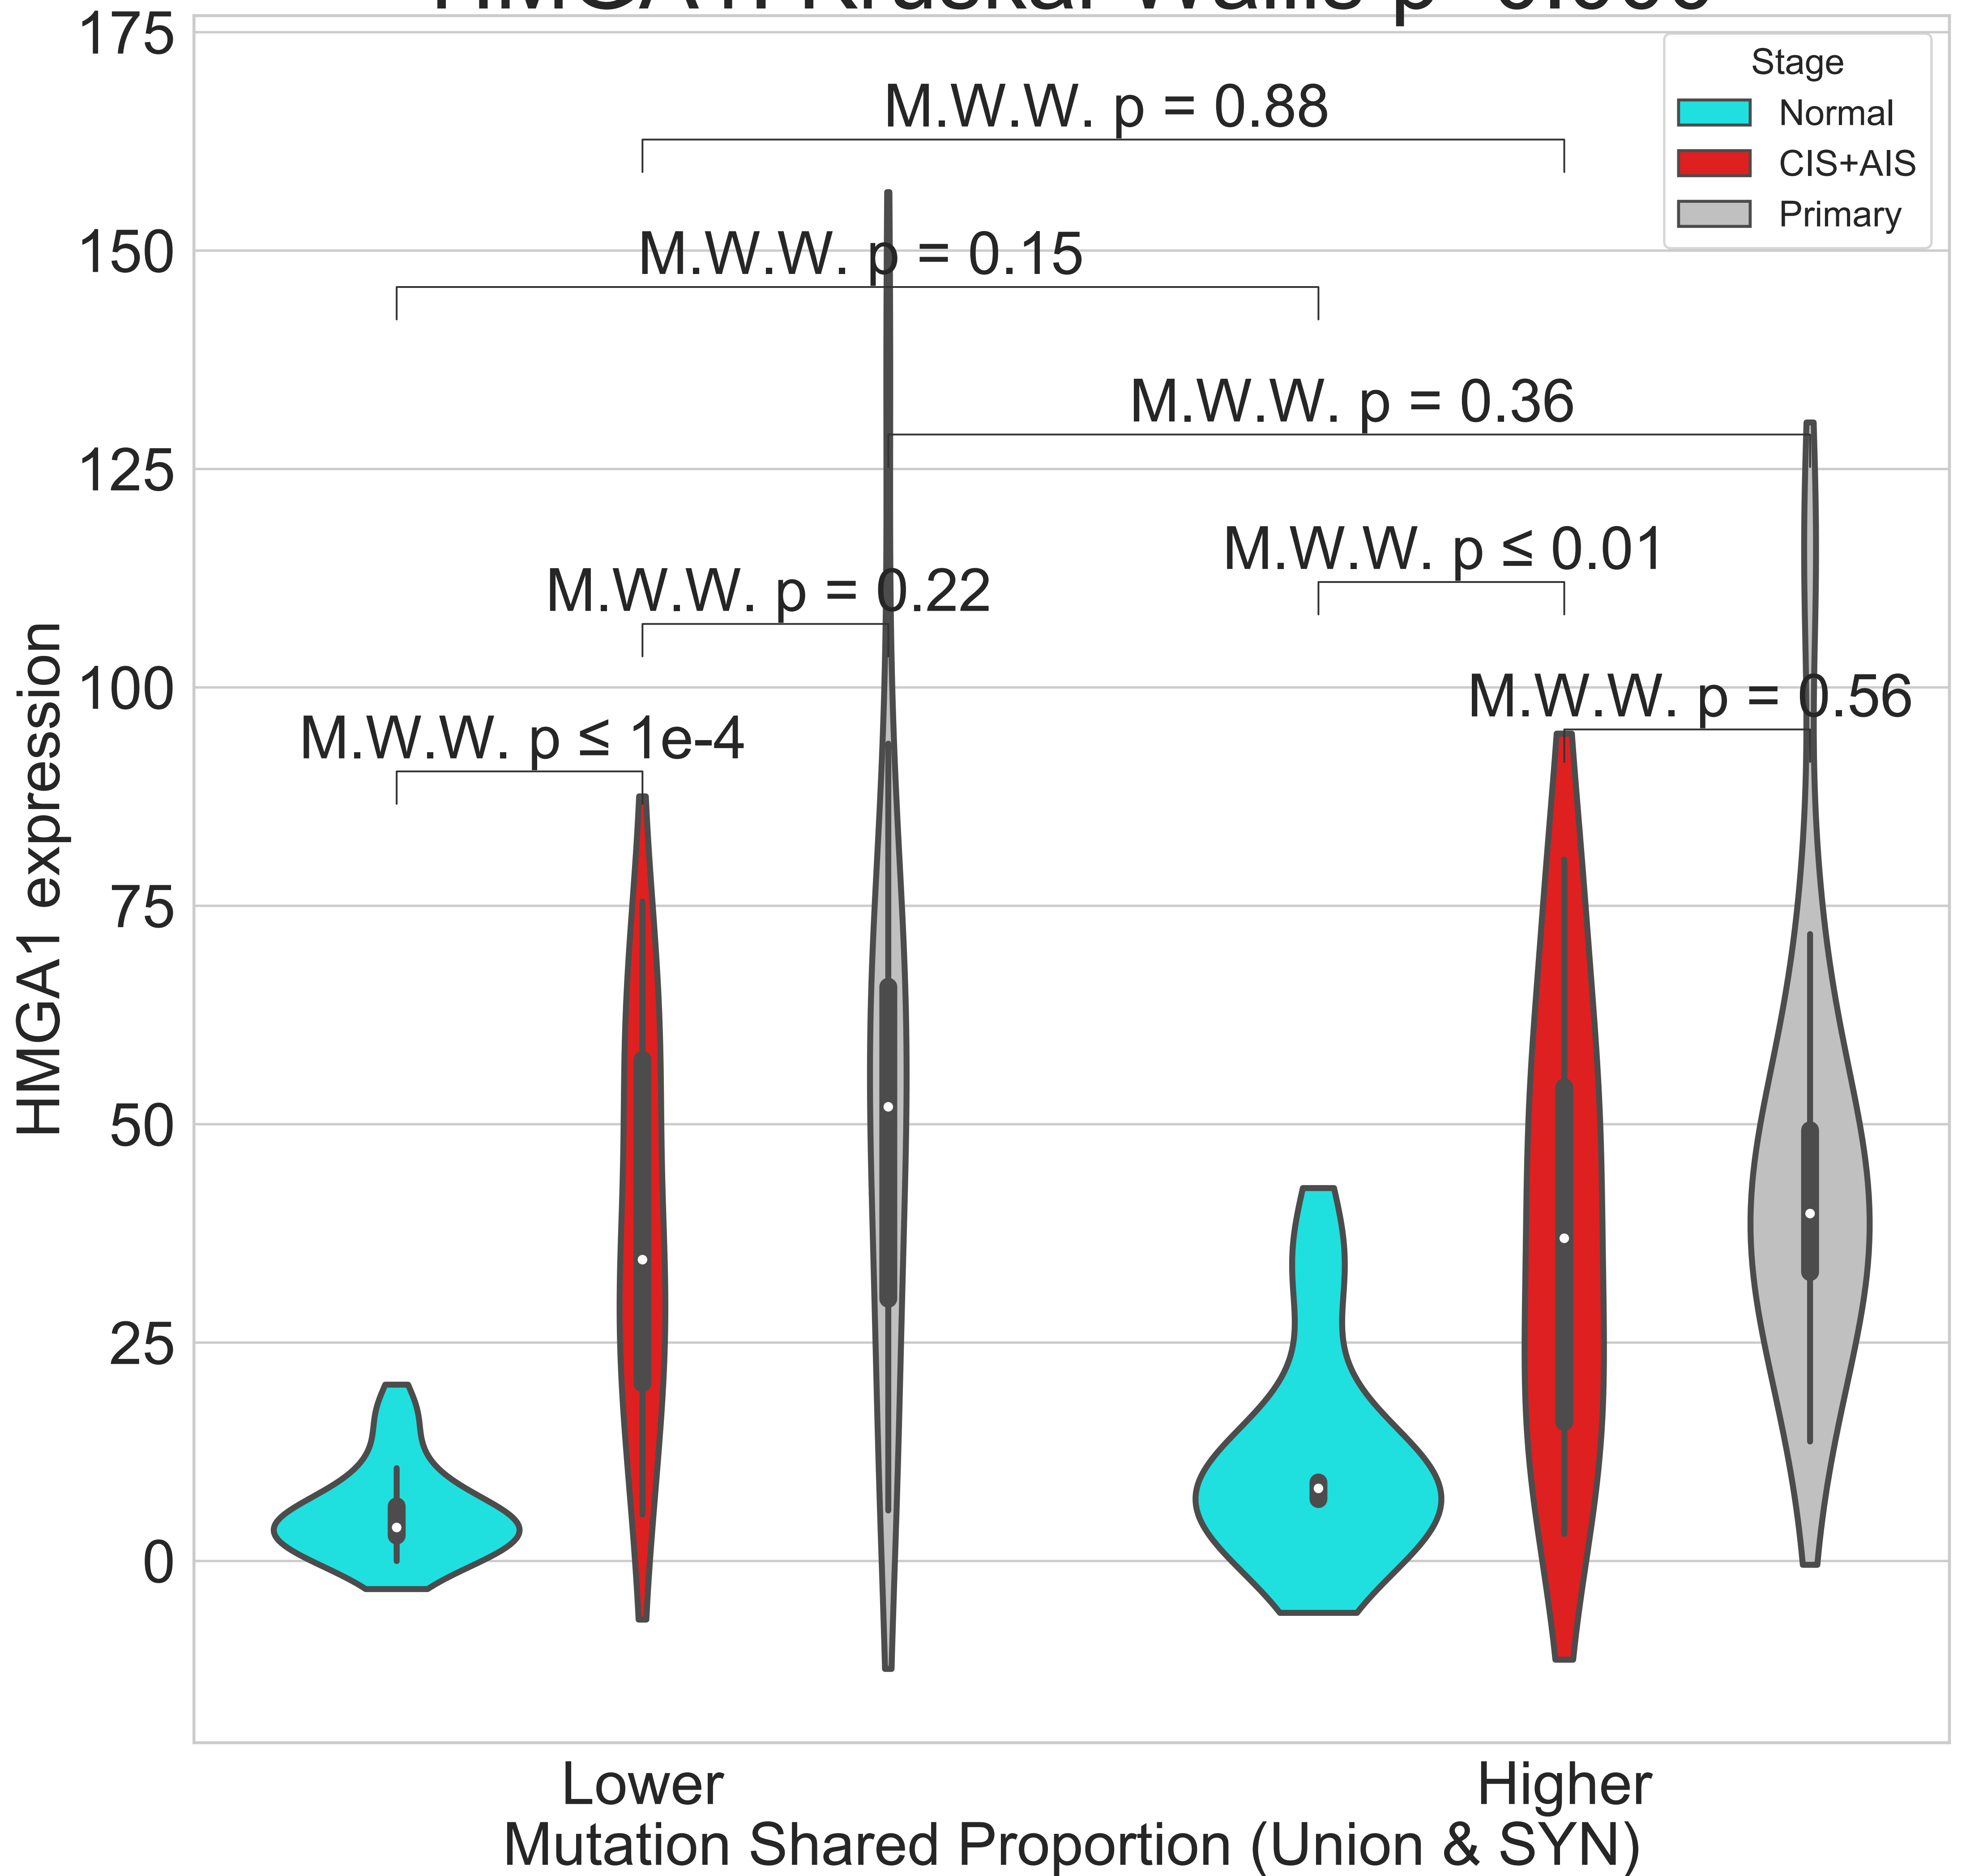 175
Stage
Normal
CIS+AIS
Primary
M.W.W. p = 0.88
150
M.W.W. p = 0.15
M.W.W. p = 0.36
125
M.W.W. p ≤ 0.01
M.W.W. p = 0.22
100
M.W.W. p = 0.56
M.W.W. p ≤ 1e-4
75
50
25
0
HMGA1 expression
Lower
Higher
Mutation Shared Proportion (Union & SYN)